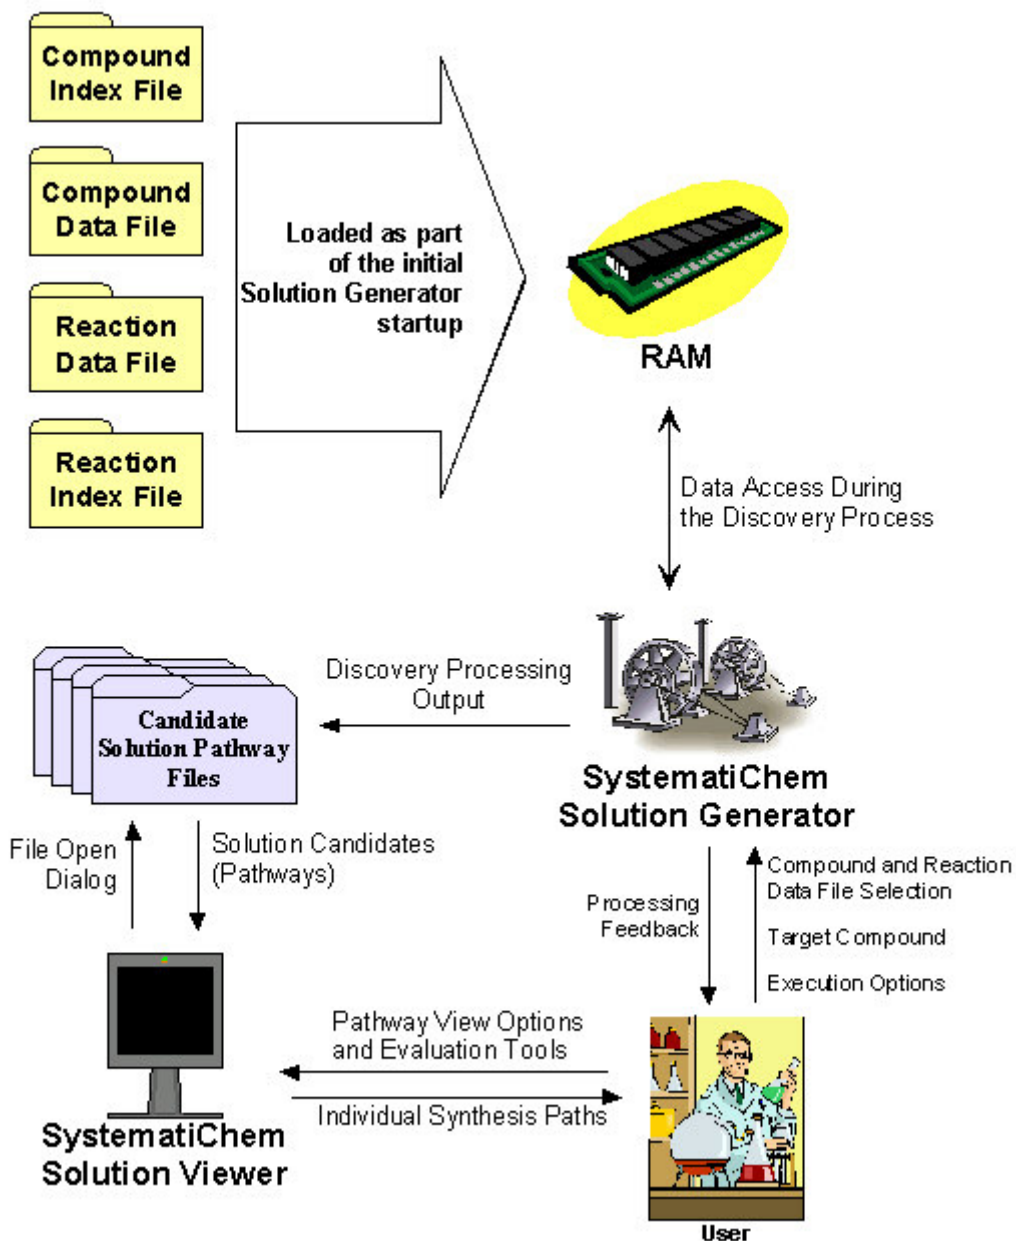 Compound
Index File
Compound
Data File
Reaction
Data File
Reaction
Index File
Loaded as part
of the initial
Solution Generator
startup
RAM
Data Access During
the Discovery Process
Discovery Processing
Output
Candidate
Solution Pathway
Files
SystematiChem
Solution Generator
File Open
Dialog
Solution Candidates
(Pathways)
Processing
Feedback
Compound and Reaction
Data File Selection
Target Compound
Execution Options
Pathway View Options
and Evaluation Tools
Individual Synthesis Paths
SystematiChem
Solution Viewer
User